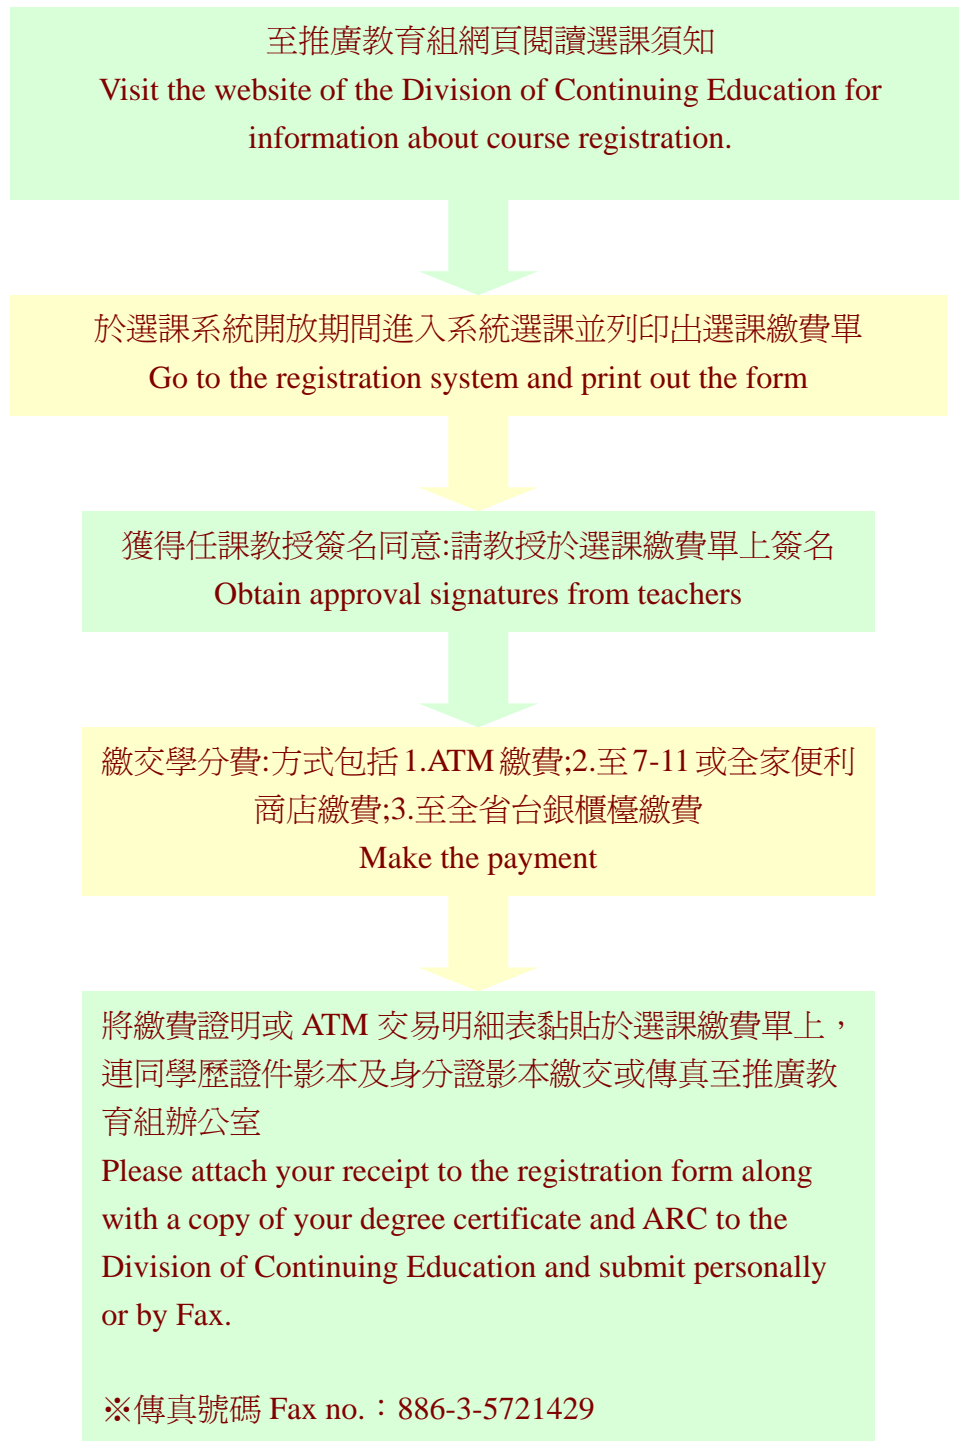 至推廣教育組網頁閱讀選課須知
Visit the website of the Division of Continuing Education for
information about course registration.
於選課系統開放期間進入系統選課並列印出選課繳費單
Go to the registration system and print out the form
獲得任課教授簽名同意:請教授於選課繳費單上簽名
Obtain approval signatures from teachers
繳交學分費:方式包括1.ATM繳費;2.至7-11或全家便利
商店繳費;3.至全省台銀櫃檯繳費
Make the payment
將繳費證明或 ATM 交易明細表黏貼於選課繳費單上，
連同學歷證件影本及身分證影本繳交或傳真至推廣教
育組辦公室
Please attach your receipt to the registration form along
with a copy of your degree certificate and ARC to the
Division of Continuing Education and submit personally
or by Fax.
※傳真號碼 Fax no.：886-3-5721429